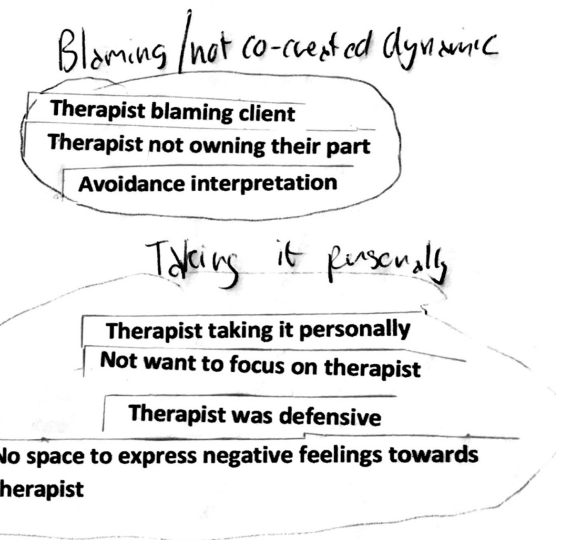 Blaming/not co-created dynamic
Therapist blaming client
Therapist not owning their part
Avoidance interpretation
Taking it personally
Therapist taking it personally
Not want to focus on therapist
Therapist was defensive
No space to express negative feelings towards
herapist